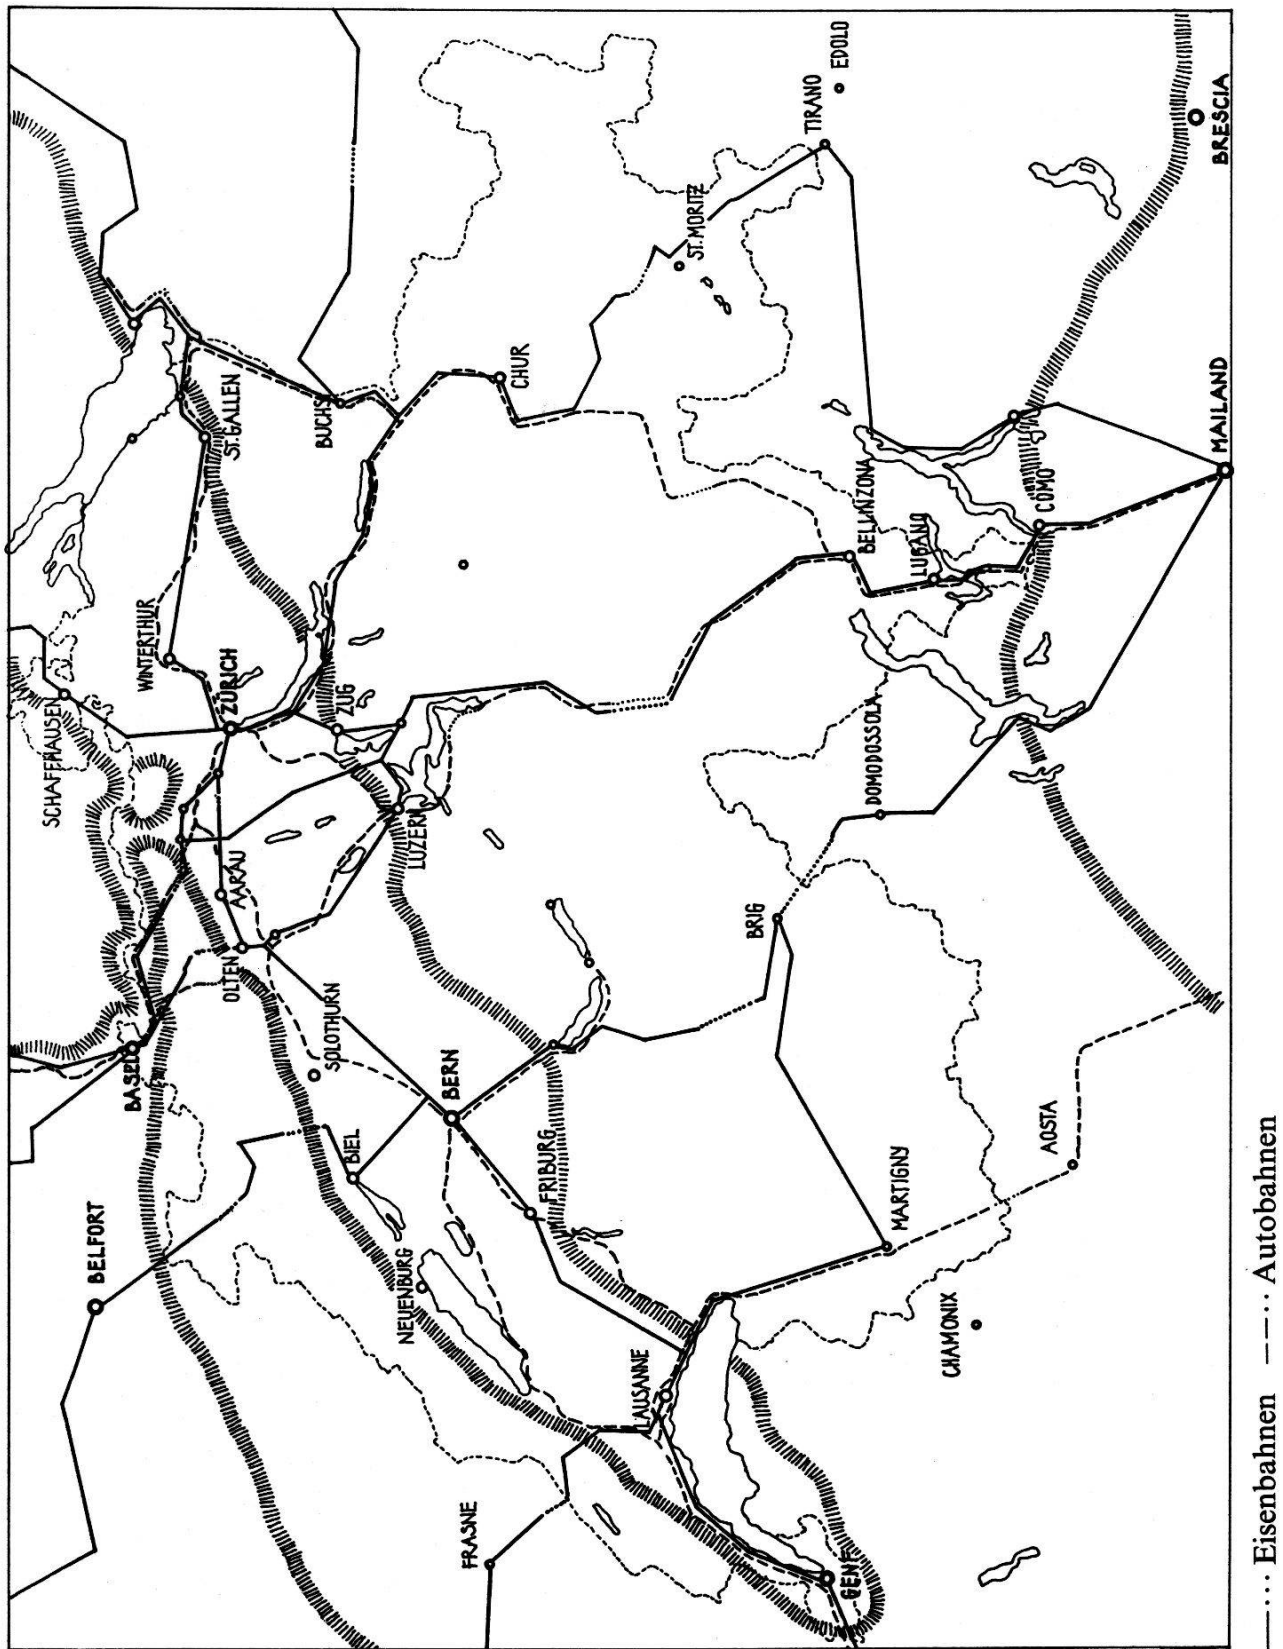 BELFORT
BASEL
SCHAFFHAUSEN
WINTERTHUR
ZÜRICH
ST. GALLEN
BUCHS
OLTEN
AARAU
ZUG
SOLOTHURN
LUZERN
BIEL
BERN
NEUENBURG
FRIBURG
CHUR
FRASNE
LAUSANNE
ST. MORITZ
GENF
BRIG
MARTIGNY
DOMODOSSOLA
BELLINZONA
LUGANO
TIRANO
EDOLO
CHAMONIX
AOSTA
COMO
MAILAND
BRESCIA
Eisenbahnen
Autobahnen